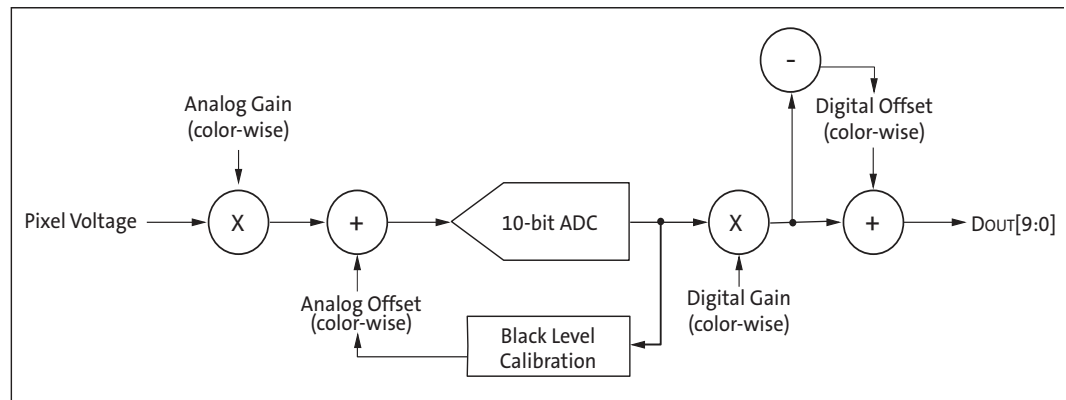 -
Analog Gain
(color-wise)
Digital Offset
(color-wise)
Pixel Voltage
X
+
10-bit ADC
X
+
DOUT[9:0]
Analog Offset
(color-wise)
Digital Gain
(color-wise)
Black Level
Calibration